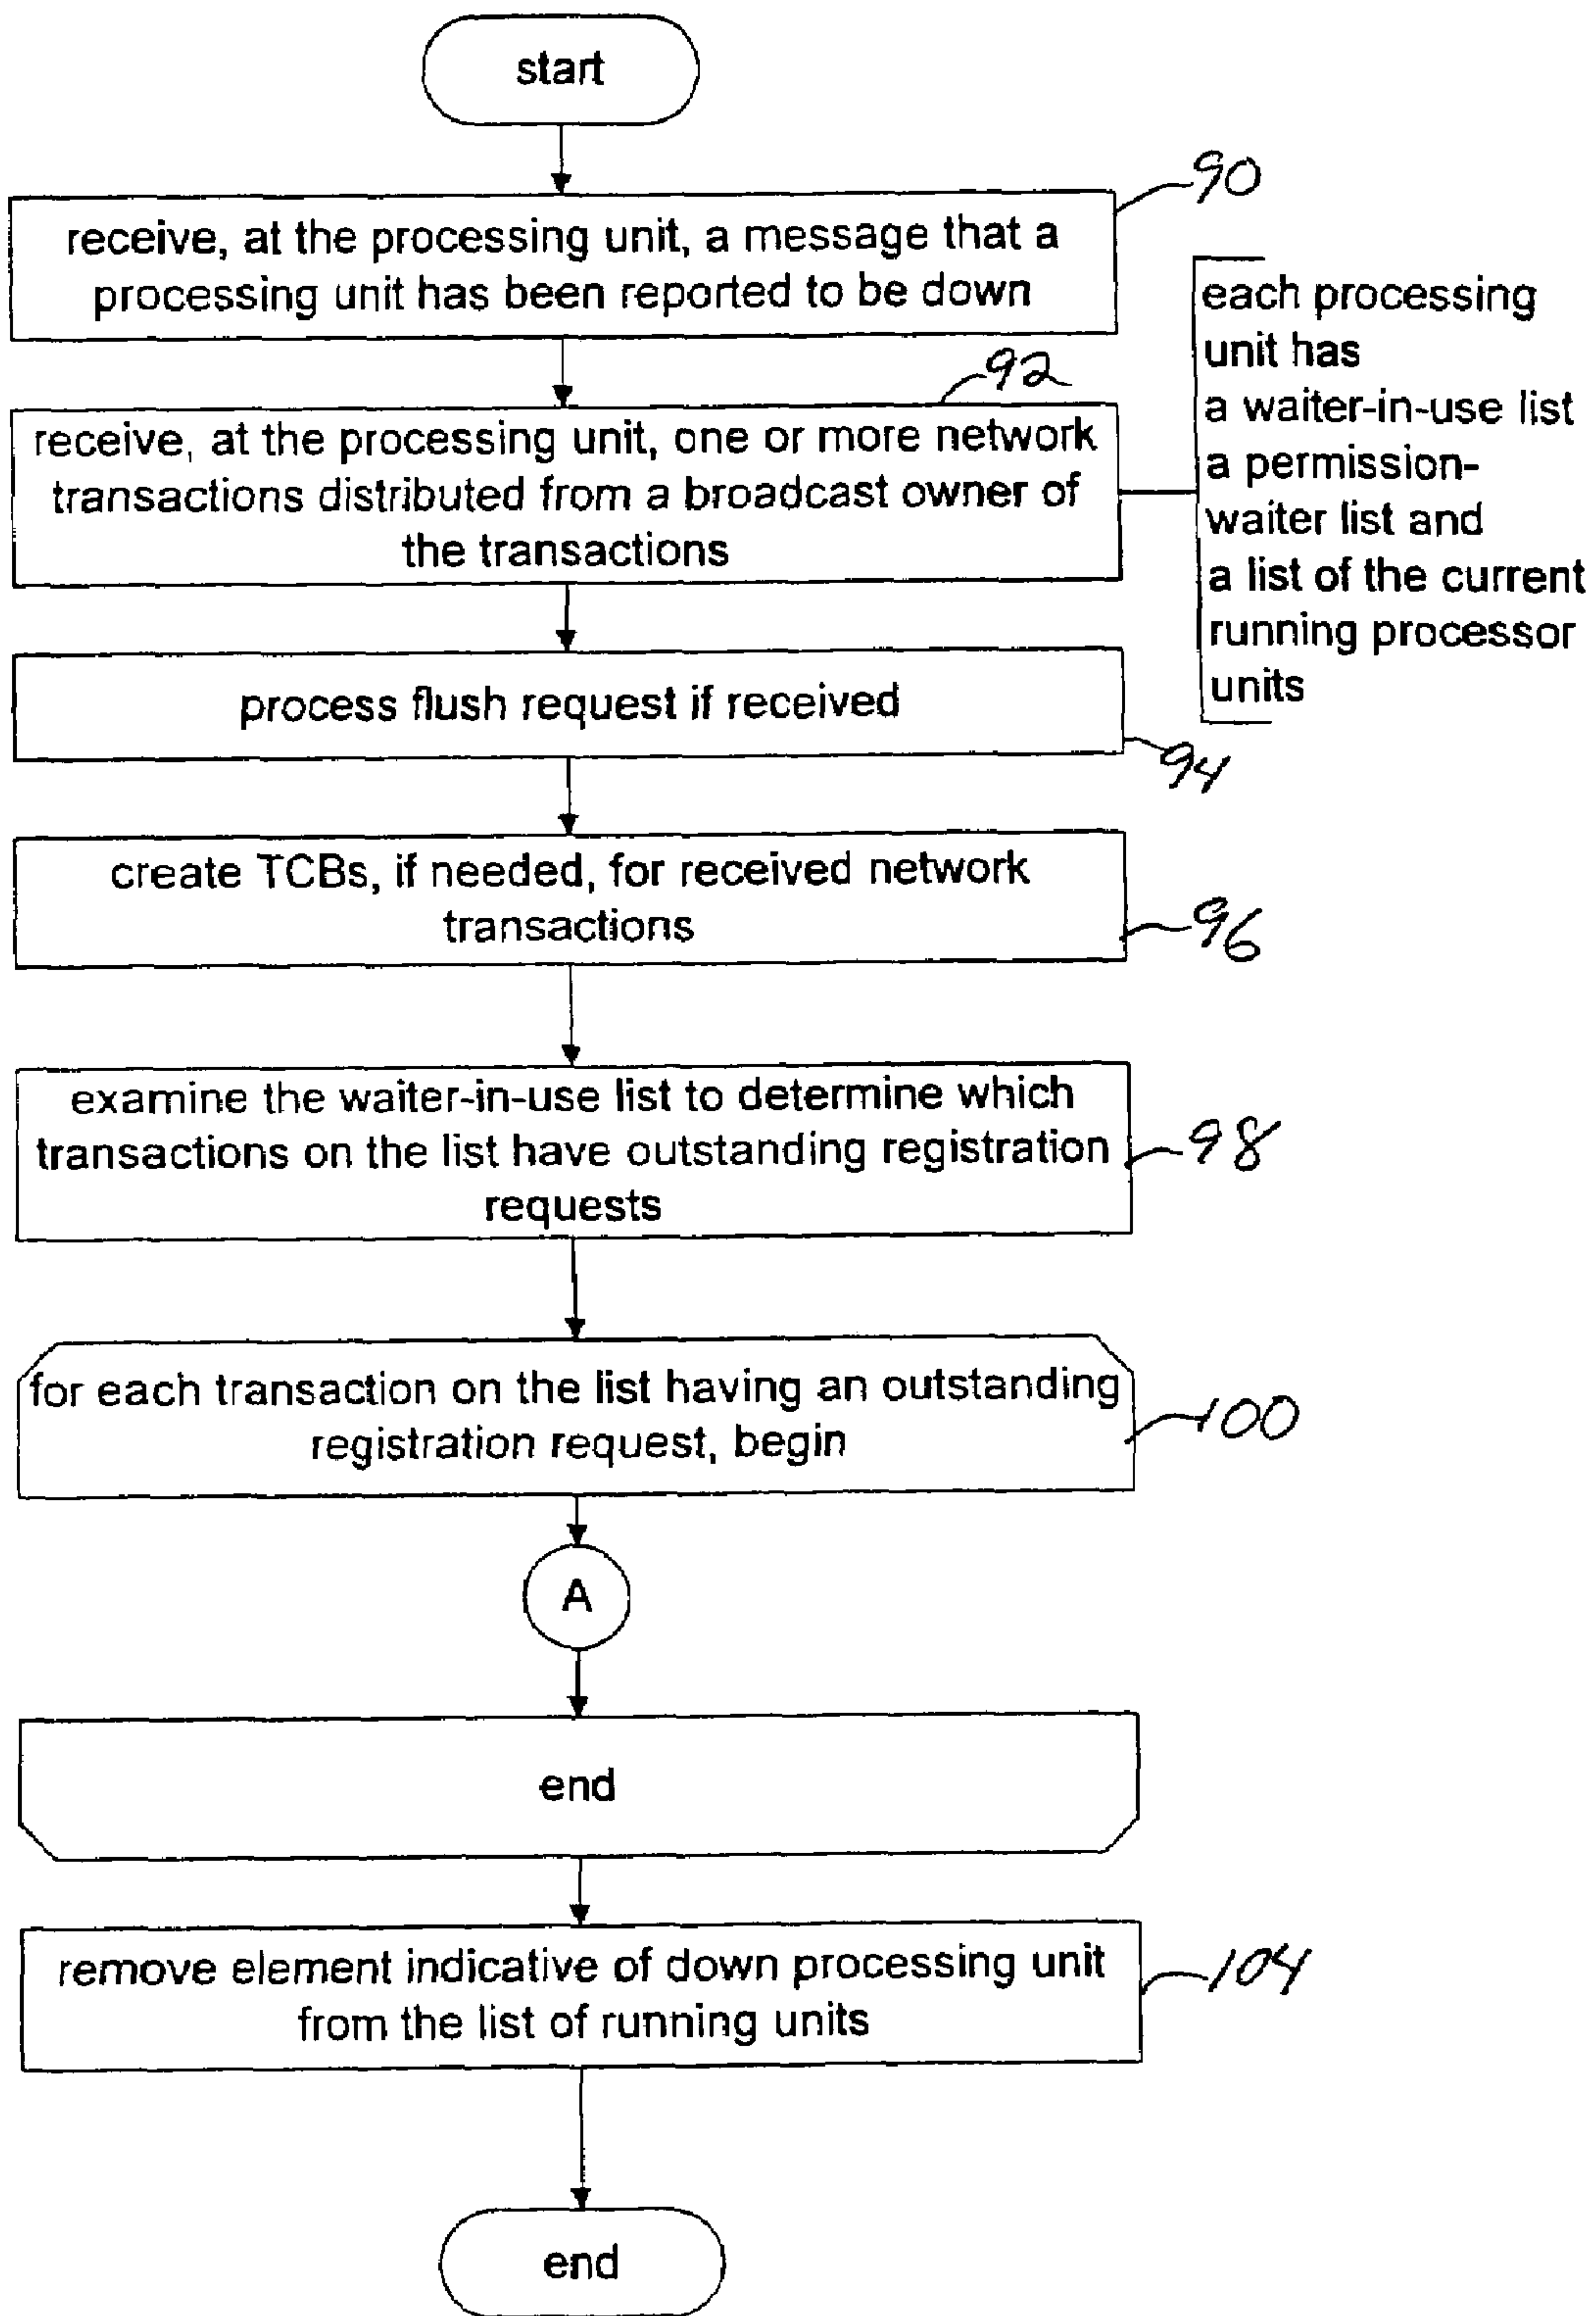 start
90
receive, at the processing unit, a message that a
processing unit has been reported to be down
92
receive, at the processing unit, one or more network
transactions distributed from a broadcast owner of
the transactions
each processing
unit has
a waiter-in-use list
a permission-
waiter list and
a list of the current
running processor
units
process flush request if received
94
create TCBs, if needed, for received network
transactions
96
examine the waiter-in-use list to determine which
transactions on the list have outstanding registration
requests
98
for each transaction on the list having an outstanding
registration request, begin
100
A
end
remove element indicative of down processing unit
from the list of running units
104
end